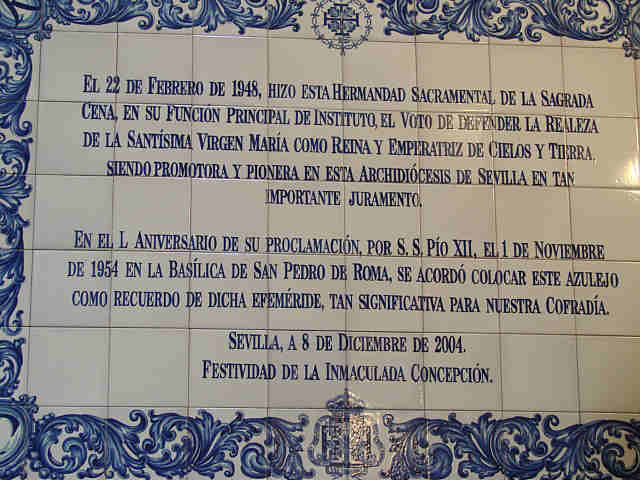 El 22 de Febrero de 1948, hizo esta Hermandad Sacramental de la Sagrada
Cena, en su Función Principal de Instituto, el Voto de defender la Realeza
de la Santísima Virgen María como Reina y Emperatriz de Cielos y Tierra,
siendo promotora y pionera en esta Archidiócesis de Sevilla en tan
importante juramento.
En el L Aniversario de su proclamación, por S. S. Pío XII, el 1 de Noviembre
de 1954 en la Basílica de San Pedro de Roma, se acordó colocar este azulejo
como recuerdo de dicha efeméride, tan significativa para nuestra Cofradía.
Sevilla, a 8 de Diciembre de 2004.
Festividad de la Inmaculada Concepción.